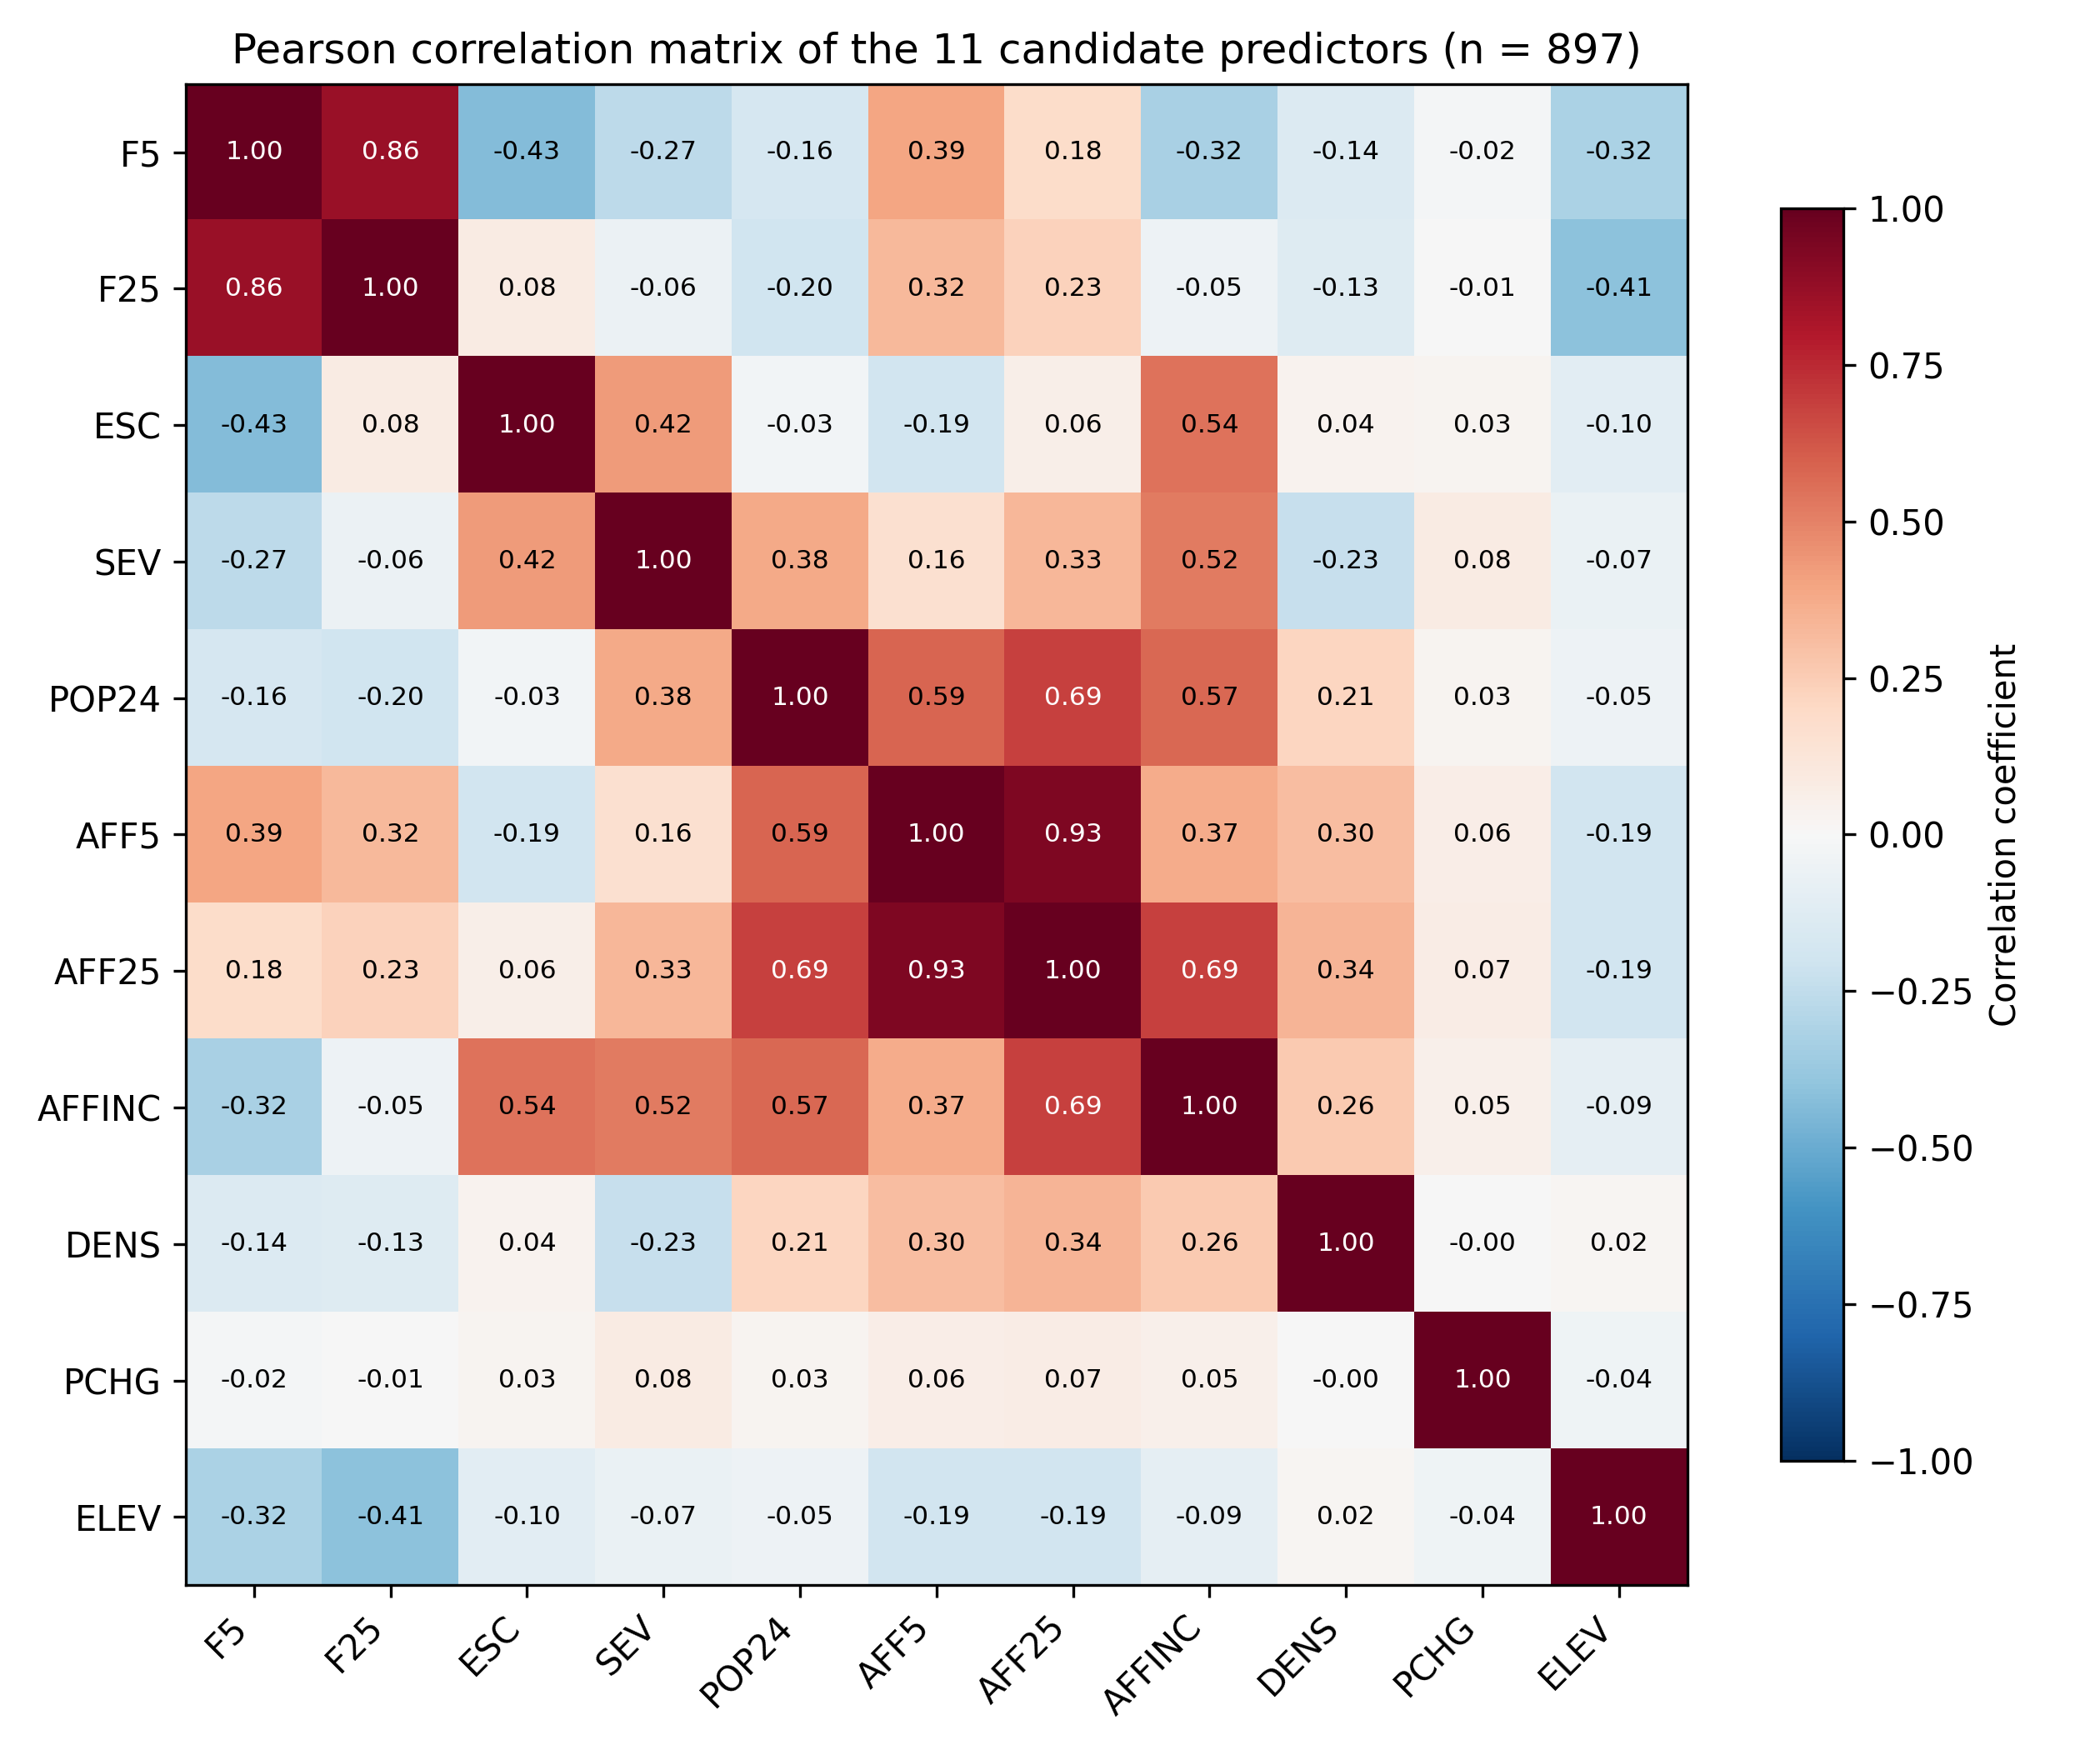 Pearson correlation matrix of the 11 candidate predictors (n = 897)
F5 1.00 0.86 -0.43 -0.27 -0.16 0.39 0.18 -0.32 -0.14 -0.02 -0.32
F25 0.86 1.00 0.08 -0.06 -0.20 0.32 0.23 -0.05 -0.13 -0.01 -0.41
ESC -0.43 0.08 1.00 0.42 -0.03 -0.19 0.06 0.54 0.04 0.03 -0.10
SEV -0.27 -0.06 0.42 1.00 0.38 0.16 0.33 0.52 -0.23 0.08 -0.07
POP24 -0.16 -0.20 -0.03 0.38 1.00 0.59 0.69 0.57 0.21 0.03 -0.05
AFF5 0.39 0.32 -0.19 0.16 0.59 1.00 0.93 0.37 0.30 0.06 -0.19
AFF25 0.18 0.23 0.06 0.33 0.69 0.93 1.00 0.69 0.34 0.07 -0.19
AFFINC -0.32 -0.05 0.54 0.52 0.57 0.37 0.69 1.00 0.26 0.05 -0.09
DENS -0.14 -0.13 0.04 -0.23 0.21 0.30 0.34 0.26 1.00 -0.00 0.02
PCHG -0.02 -0.01 0.03 0.08 0.03 0.06 0.07 0.05 -0.00 1.00 -0.04
ELEV -0.32 -0.41 -0.10 -0.07 -0.05 -0.19 -0.19 -0.09 0.02 -0.04 1.00
F5 F25 ESC SEV POP24 AFF5 AFF25 AFFINC DENS PCHG ELEV
1.00
0.75
0.50
0.25
0.00
−0.25
−0.50
−0.75
−1.00
Correlation coefficient